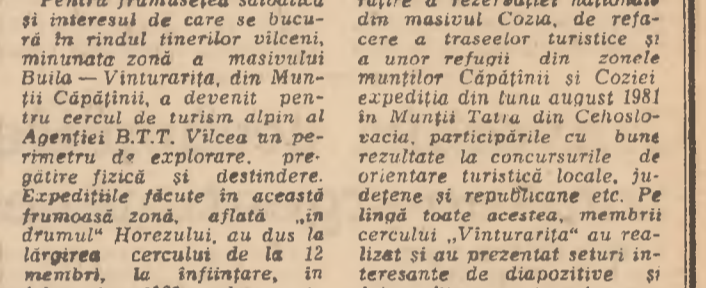 Pentru frumusețea sălbatică
și interesul de care se bucu-
ră în rîndul tinerilor vîlceni,
minunata zonă a masivului
Buila — Vînturarița, din Mun-
ții Căpățînii, a devenit pen-
tru cercul de turism alpin al
Agenției B.T.T. Vîlcea un pe-
rimetru de explorare, pre-
gătire fizică și destindere.
Expedițiile făcute în această
frumoasă zonă, aflată „în
drumul" Horezului, au dus la
lărgirea cercului de la 12
membri, la înființare, în
din masivul Cozia, de refa-
cere a traseelor turistice și
a unor refugii din zonele
munților Căpățînii și Coziei
expediția din luna august 1981
în Munții Tatra din Cehoslo-
vacia, participările cu bune
rezultate la concursurile de
orientare turistică locale, ju-
dețene și republicane etc. Pe
lîngă toate acestea, membrii
cercului „Vînturarița" au rea-
lizat și au prezentat seturi in-
teresante de diapozitive și